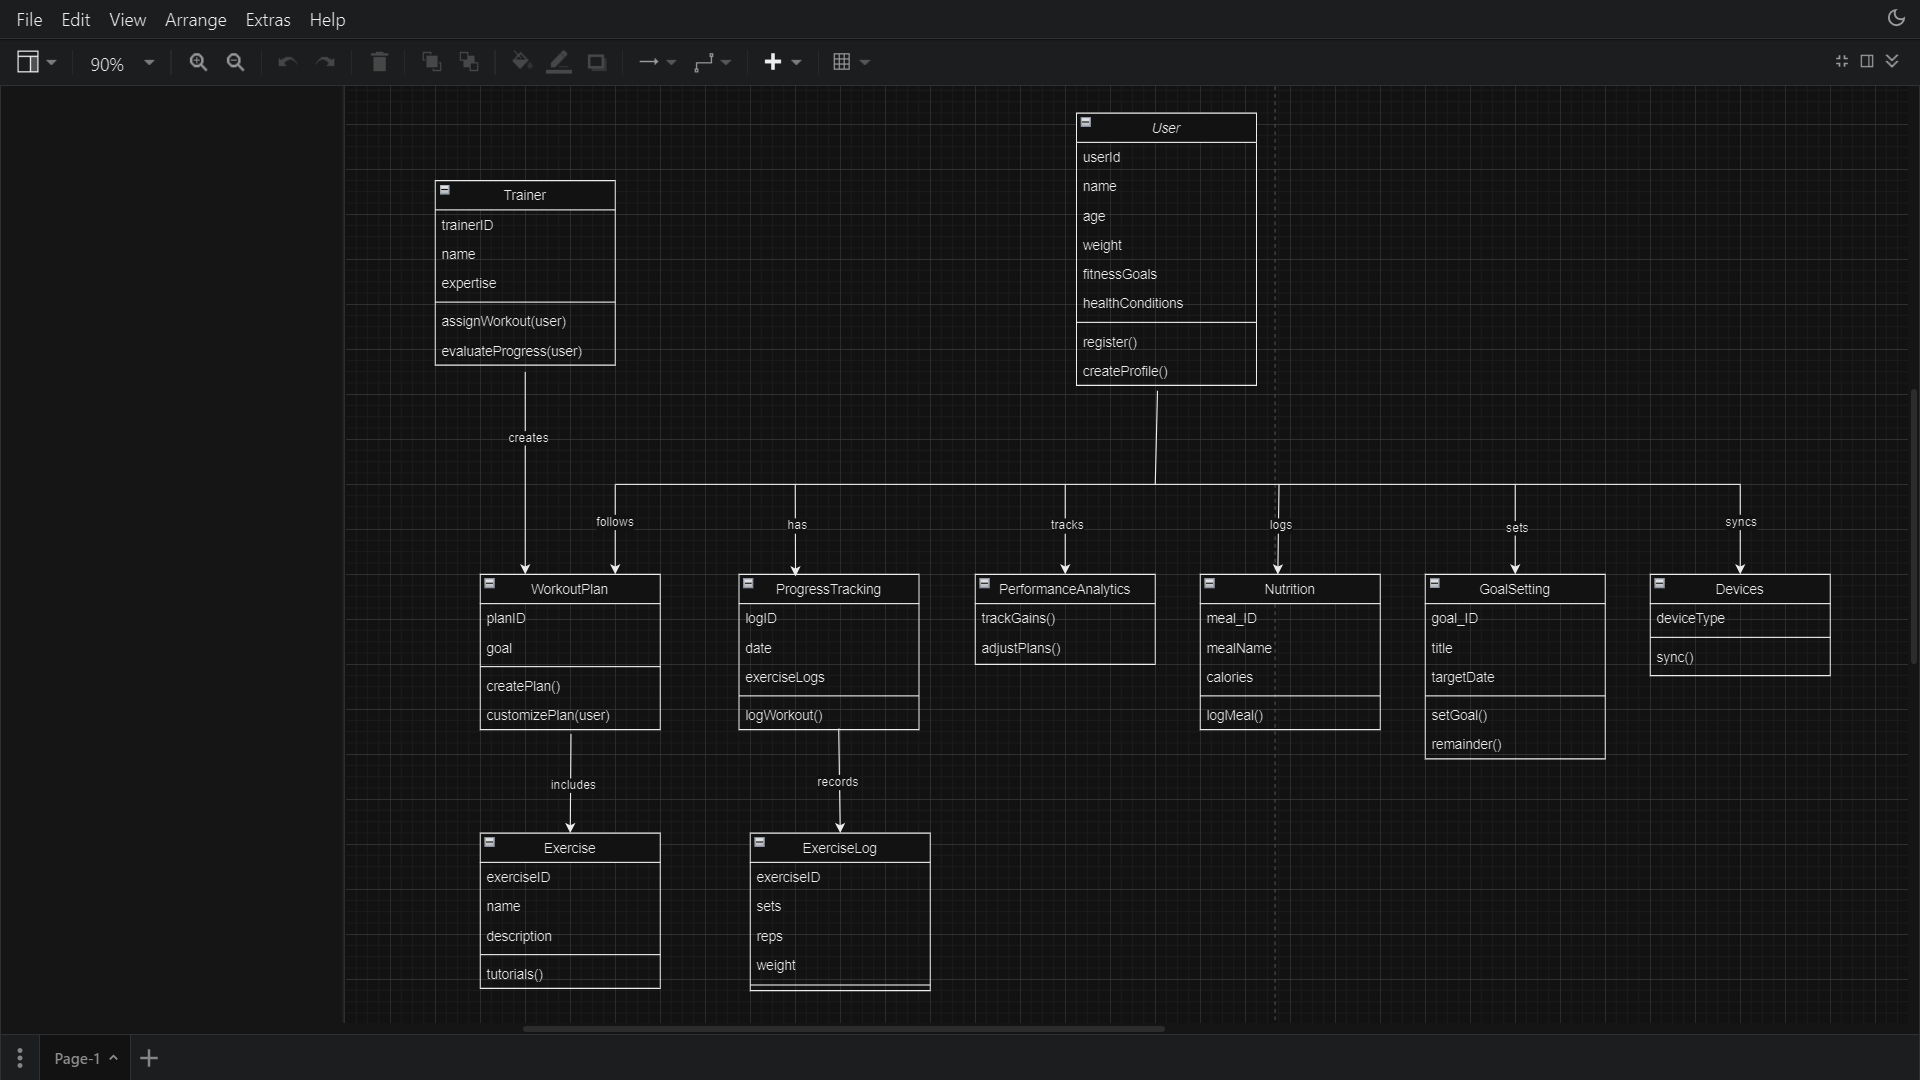 File Edit View Arrange Extras Help
90%
User
userId
name
age
weight
fitnessGoals
healthConditions
register()
createProfile()
Trainer
trainerID
name
expertise
assignWorkout(user)
evaluateProgress(user)
creates
follows
has
tracks
logs
sets
syncs
WorkoutPlan
planID
goal
createPlan()
customizePlan(user)
ProgressTracking
logID
date
exerciseLogs
logWorkout()
PerformanceAnalytics
trackGains()
adjustPlans()
Nutrition
meal_ID
mealName
calories
logMeal()
GoalSetting
goal_ID
title
targetDate
setGoal()
remainder()
Devices
deviceType
sync()
includes
records
Exercise
exerciseID
name
description
tutorials()
ExerciseLog
exerciseID
sets
reps
weight
Page-1